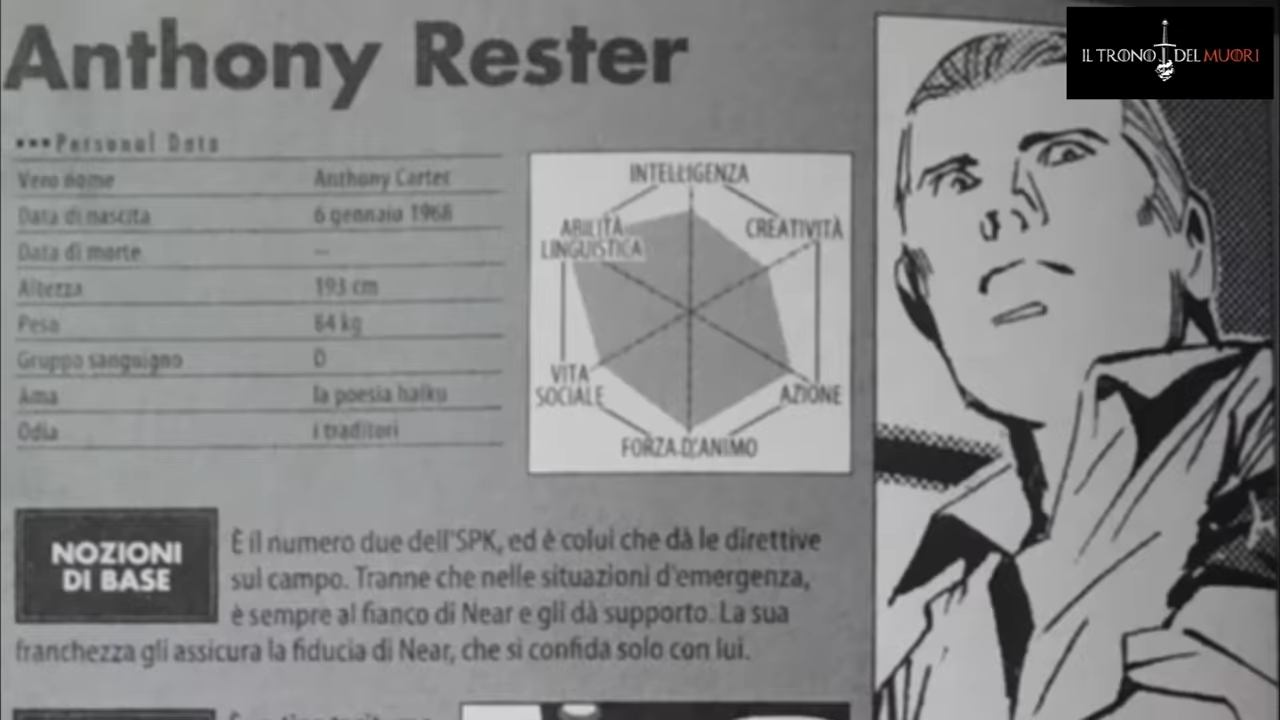 Anthony Rester
IL TRONO DEL MUORI
Personal Data
Vero nome Anthony Carter
Data di nascita 6 gennaio 1968
Data di morte —
Altezza 193 cm
Peso 84 kg
Gruppo sanguigno O
Ama la poesia haiku
Odia i traditori
INTELLIGENZA
ABILITÀ
LINGUISTICA
CREATIVITÀ
VITA
SOCIALE
AZIONE
FORZA D'ANIMO
NOZIONI
DI BASE
È il numero due dell'SPK, ed è colui che dà le direttive
sul campo. Tranne che nelle situazioni d'emergenza,
è sempre al fianco di Near e gli dà supporto. La sua
franchezza gli assicura la fiducia di Near, che si confida solo con lui.